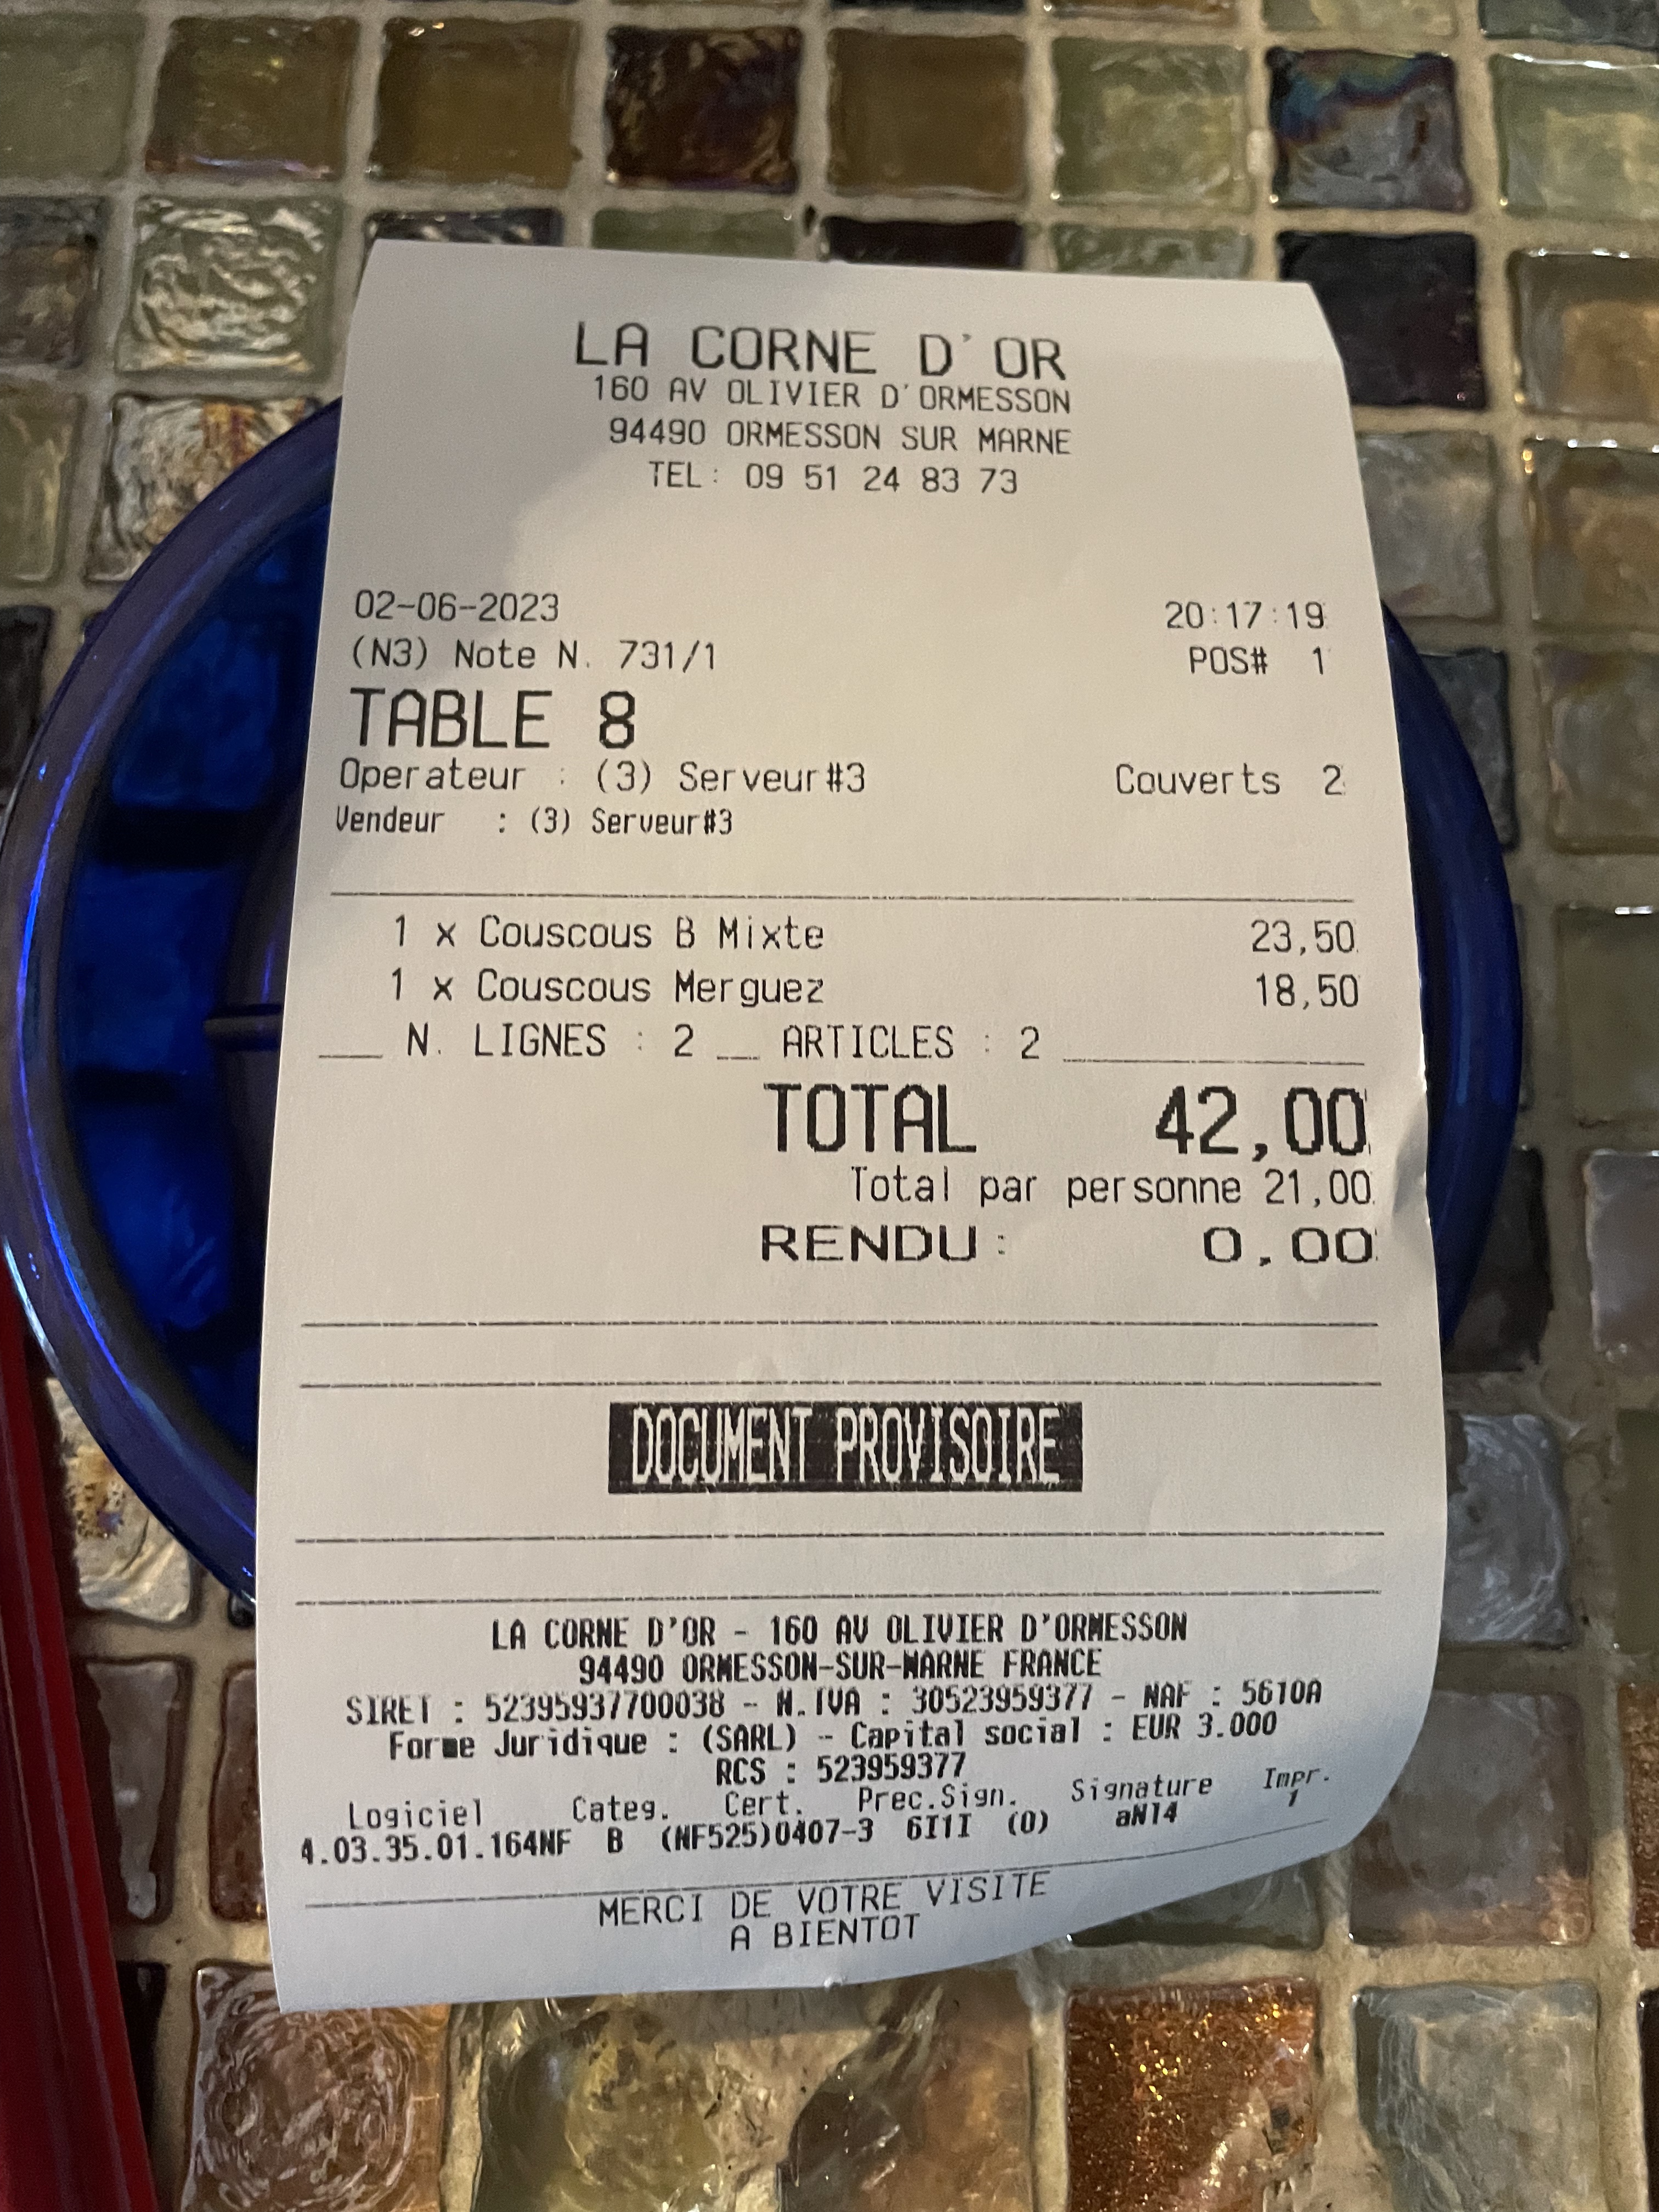 LA CORNE D'OR
160 AV OLIVIER D'ORMESSON
94490 ORMESSON SUR MARNE
TEL: 09 51 24 83 73
02-06-2023 20:17:19
(N3) Note N. 731/1 POS# 1
TABLE 8
Operateur : (3) Serveur#3 Couverts 2
Vendeur : (3) Serveur#3
1 x Couscous B Mixte 23,50
1 x Couscous Merguez 18,50
N. LIGNES : 2 __ ARTICLES : 2
TOTAL 42,00
Total par personne 21,00
RENDU: 0,00
DOCUMENT PROVISOIRE
LA CORNE D'OR - 160 AV OLIVIER D'ORMESSON
94490 ORMESSON-SUR-MARNE FRANCE
SIRET : 52395937700038 - N.TVA : 30523959377 - NAF : 5610A
Forme Juridique : (SARL) - Capital social : EUR 3.000
RCS : 523959377
Logiciel Categ. Cert. Prec.Sign. Signature Impr.
4.03.35.01.164NF B (NF525)0407-3 6I1I (0) aN14 1
MERCI DE VOTRE VISITE
A BIENTOT